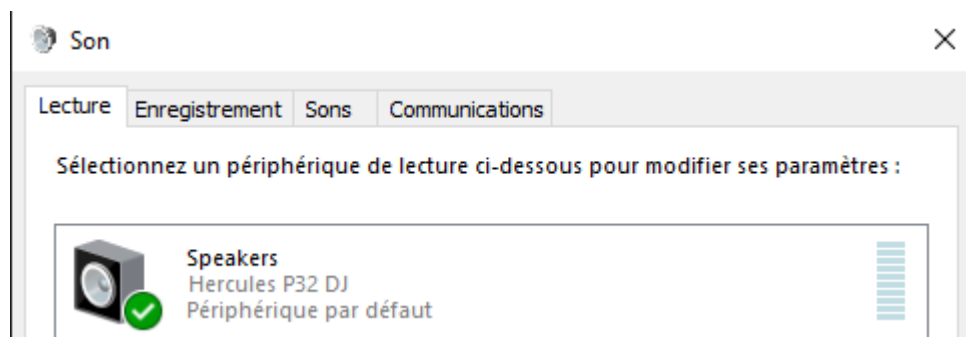 Son
Lecture Enregistrement Sons Communications
Sélectionnez un périphérique de lecture ci-dessous pour modifier ses paramètres :
Speakers
Hercules P32 DJ
Périphérique par défaut